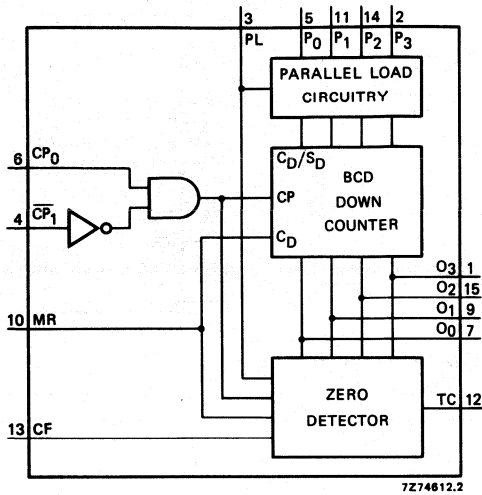 3 5 11 14 2
PL P0 P1 P2 P3
PARALLEL LOAD
CIRCUITRY
CD/SD
6 CP0
BCD
CP
DOWN
4 CP1
COUNTER
CD
O3 1
O2 15
10 MR
O1 9
O0 7
ZERO
TC 12
DETECTOR
13 CF
7Z74612.2